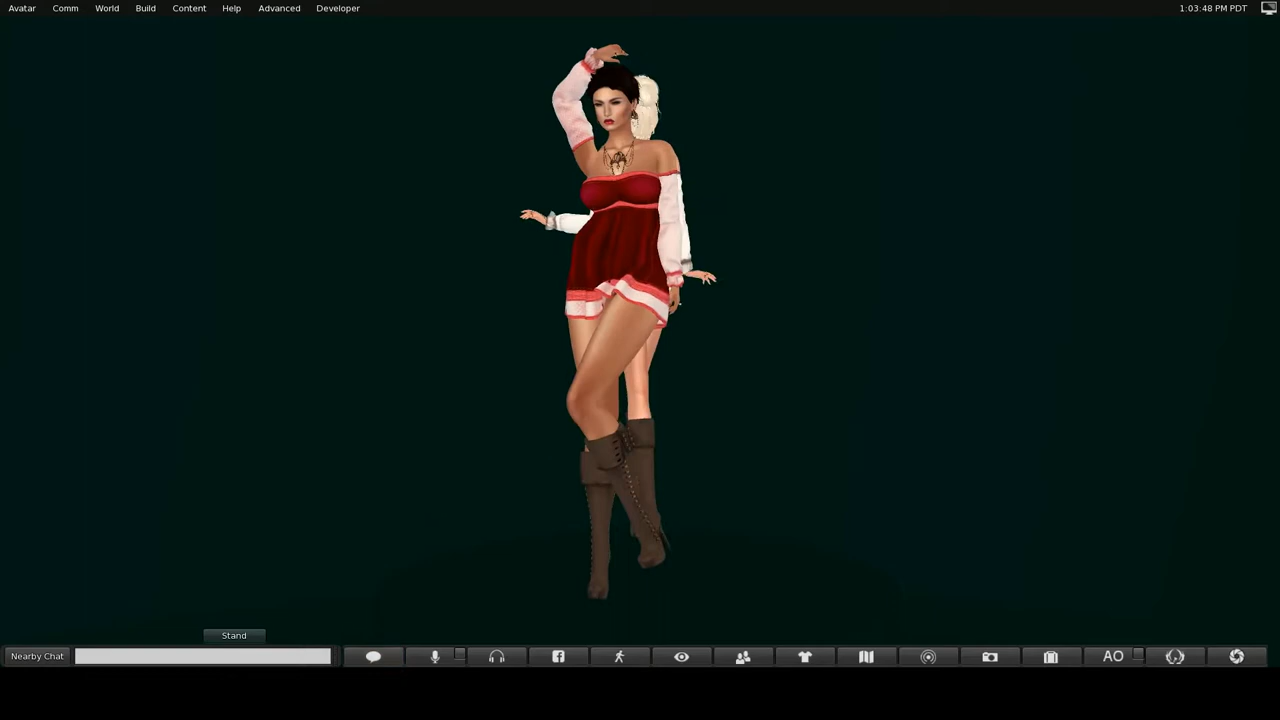 Avatar Comm World Build Content Help Advanced Developer 1:03:48 PM PDT
Stand
Nearby Chat AO